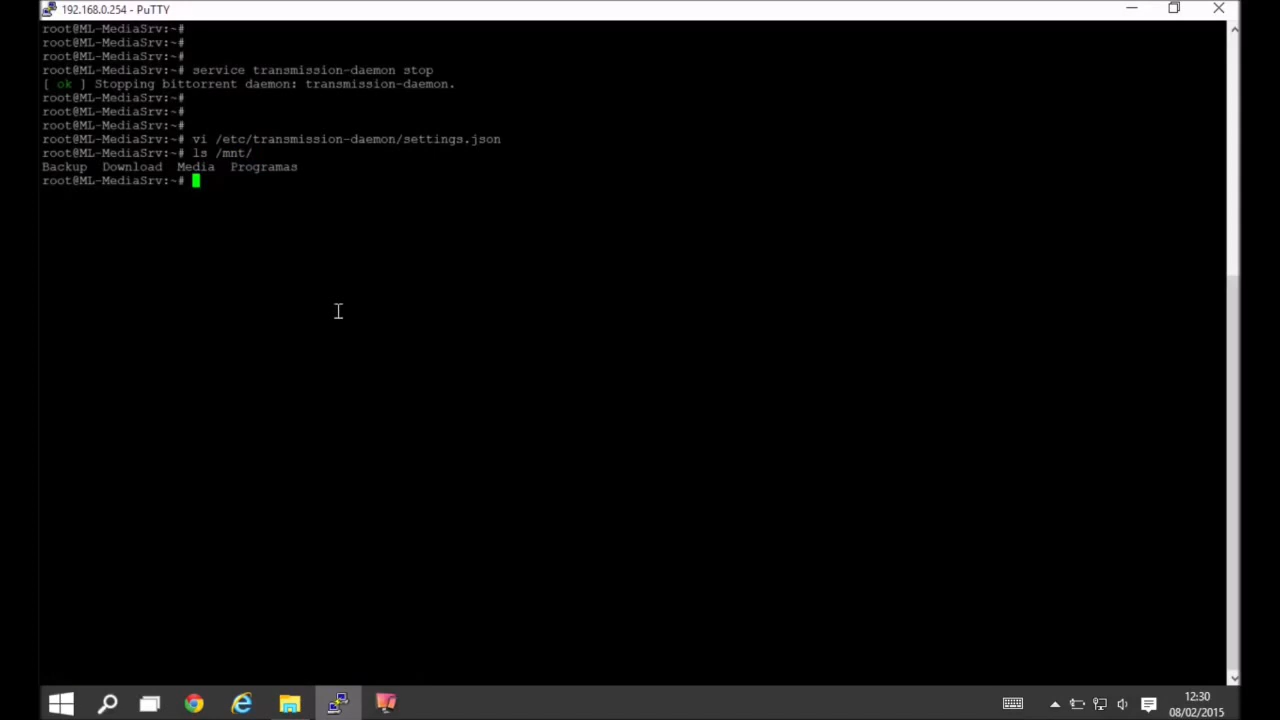 192.168.0.254 - PuTTY
root@ML-MediaSrv:~#
root@ML-MediaSrv:~#
root@ML-MediaSrv:~#
root@ML-MediaSrv:~# service transmission-daemon stop
[ ok ] Stopping bittorrent daemon: transmission-daemon.
root@ML-MediaSrv:~#
root@ML-MediaSrv:~#
root@ML-MediaSrv:~#
root@ML-MediaSrv:~# vi /etc/transmission-daemon/settings.json
root@ML-MediaSrv:~# ls /mnt/
Backup  Download  Media  Programas
root@ML-MediaSrv:~#
12:30
08/02/2015